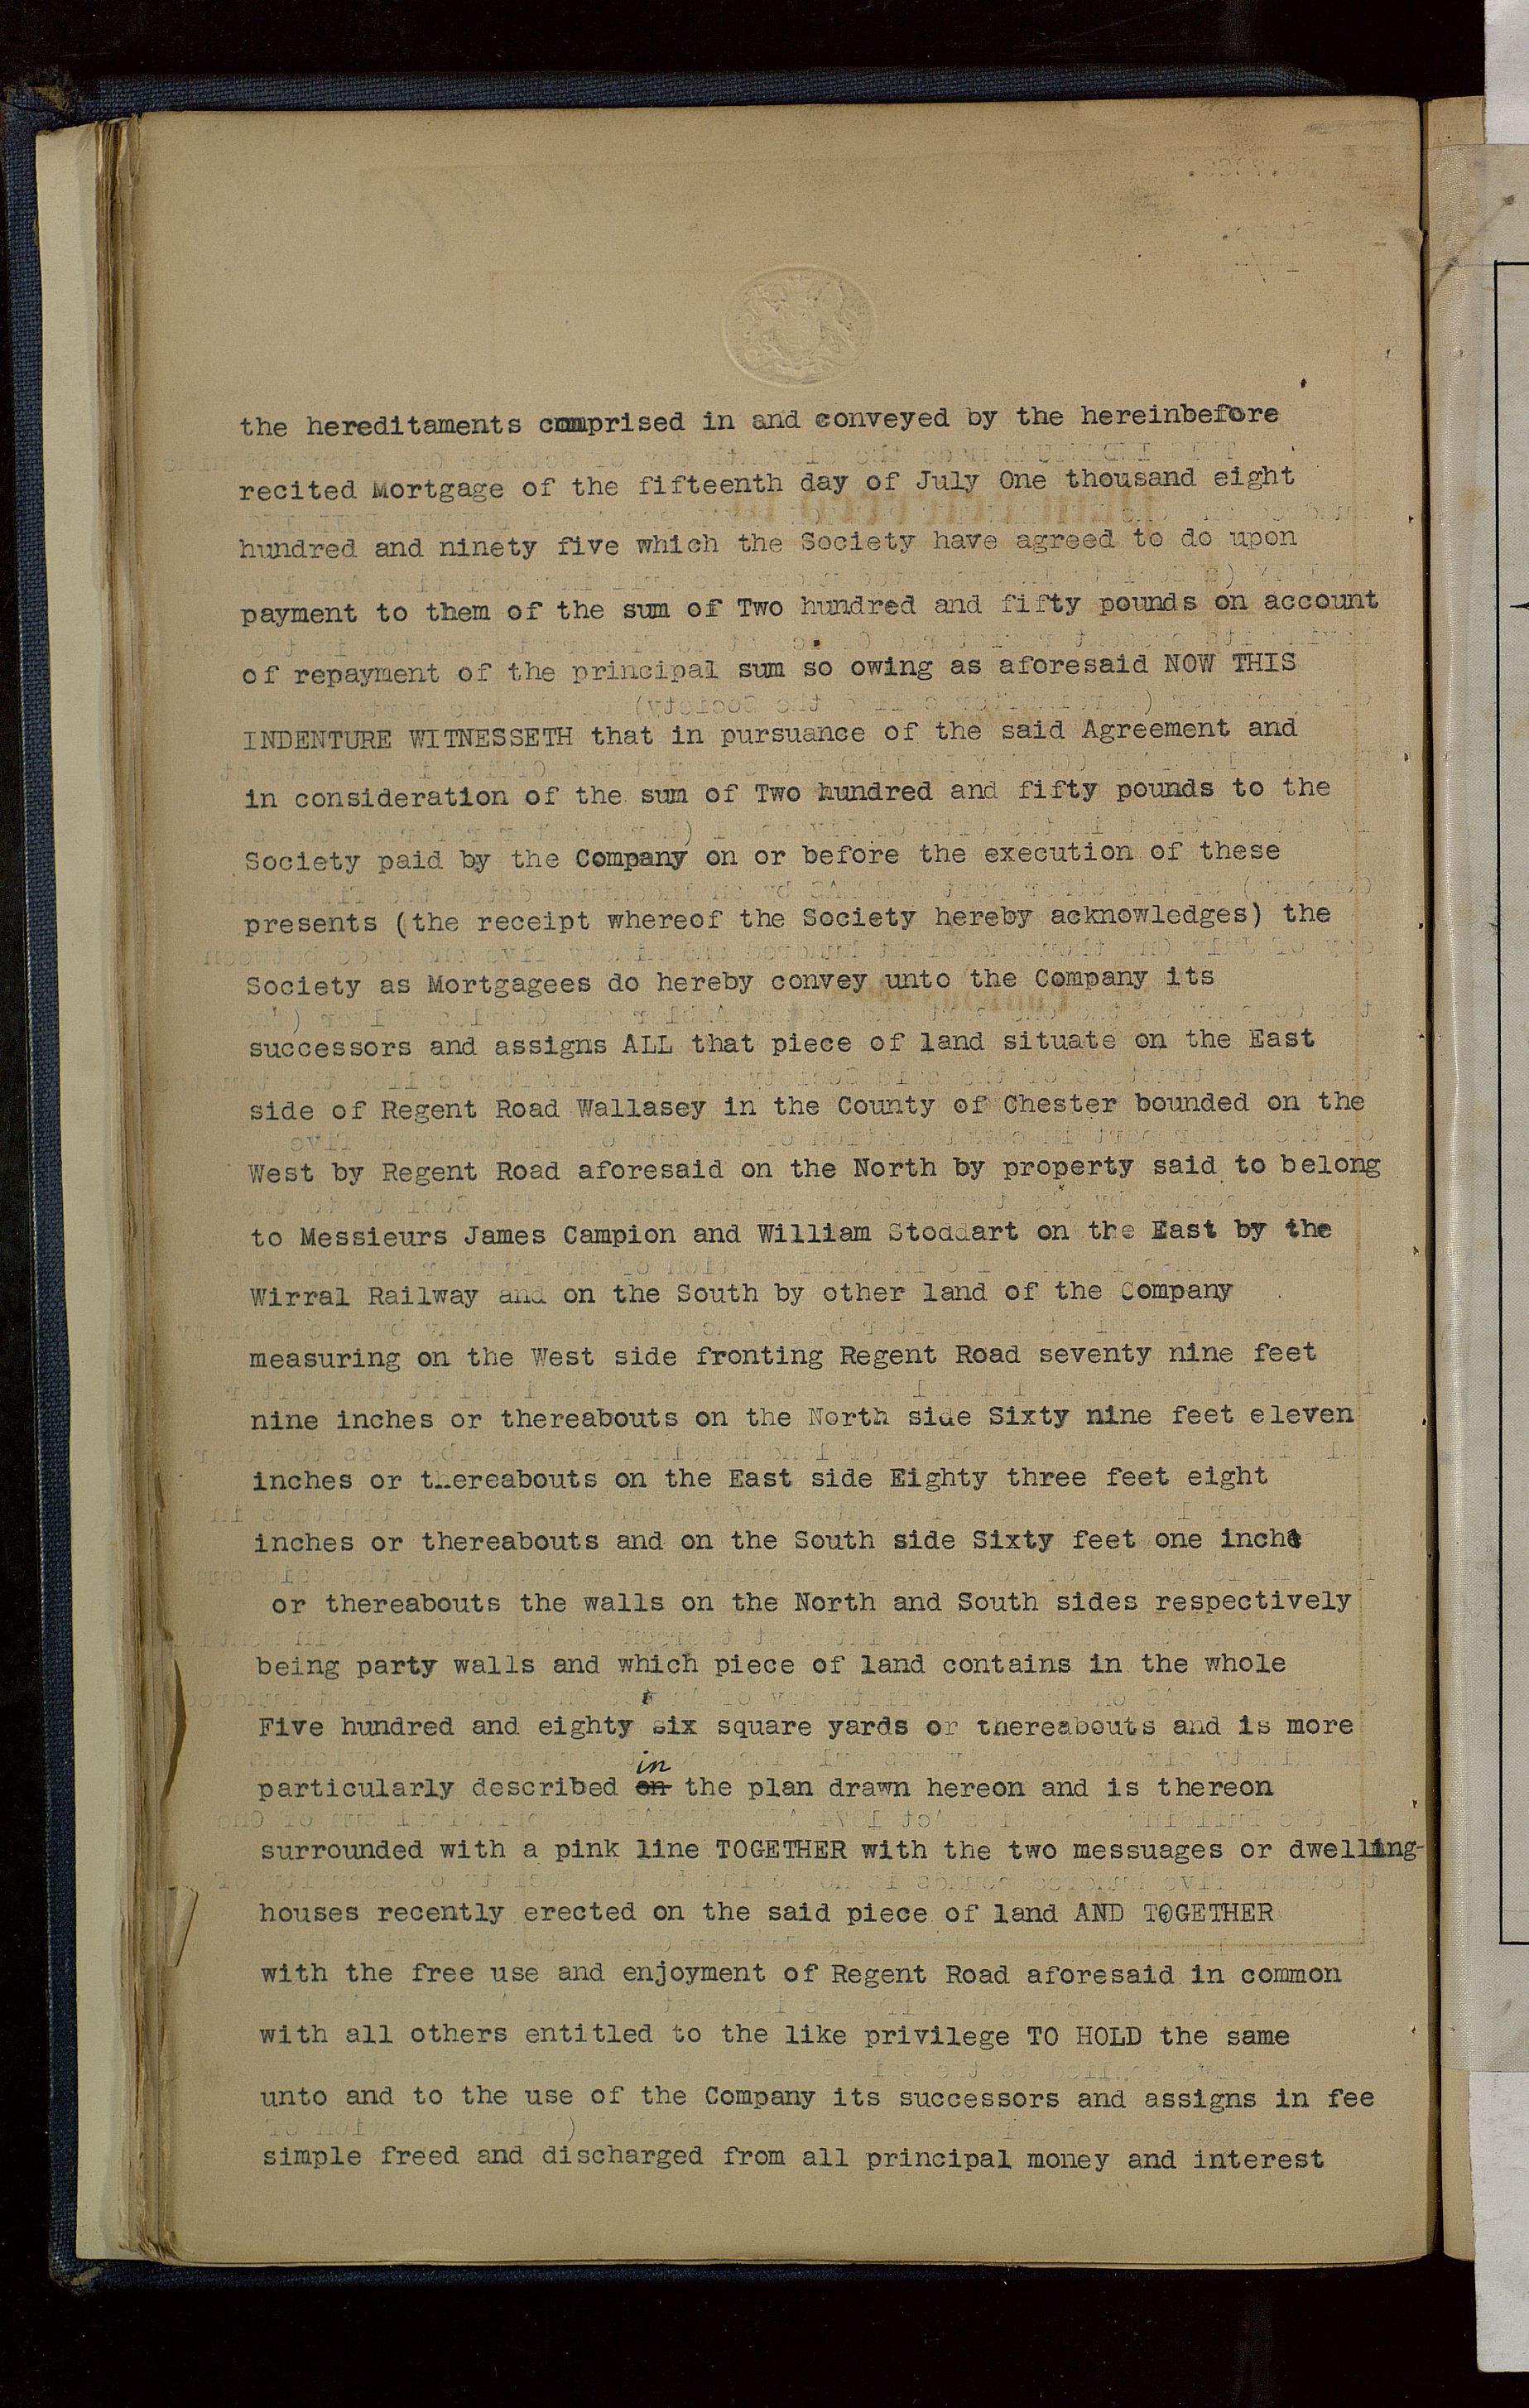 the hereditaments comprised in and conveyed by the hereinbefore
recited Mortgage of the fifteenth day of July One thousand eight
hundred and ninety five which the Society have agreed to do upon
payment to them of the sum of Two hundred and fifty pounds on account
of repayment of the principal sum so owing as aforesaid NOW THIS
INDENTURE WITNESSETH that in pursuance of the said Agreement and
in consideration of the sum of Two hundred and fifty pounds to the
Society paid by the Company on or before the execution of these
presents (the receipt whereof the Society hereby acknowledges) the
Society as Mortgagees do hereby convey unto the Company its
successors and assigns ALL that piece of land situate on the East
side of Regent Road Wallasey in the County of Chester bounded on the
West by Regent Road aforesaid on the North by property said to belong
to Messieurs James Campion and William Stoddart on the East by the
Wirral Railway and on the South by other land of the Company
measuring on the West side fronting Regent Road seventy nine feet
nine inches or thereabouts on the North side Sixty nine feet eleven
inches or thereabouts on the East side Eighty three feet eight
inches or thereabouts and on the South side Sixty feet one inch
or thereabouts the walls on the North and South sides respectively
being party walls and which piece of land contains in the whole
Five hundred and eighty six square yards or thereabouts and is more
in
particularly described on the plan drawn hereon and is thereon
surrounded with a pink line TOGETHER with the two messuages or dwelling-
houses recently erected on the said piece of land AND TOGETHER
with the free use and enjoyment of Regent Road aforesaid in common
with all others entitled to the like privilege TO HOLD the same
unto and to the use of the Company its successors and assigns in fee
simple freed and discharged from all principal money and interest